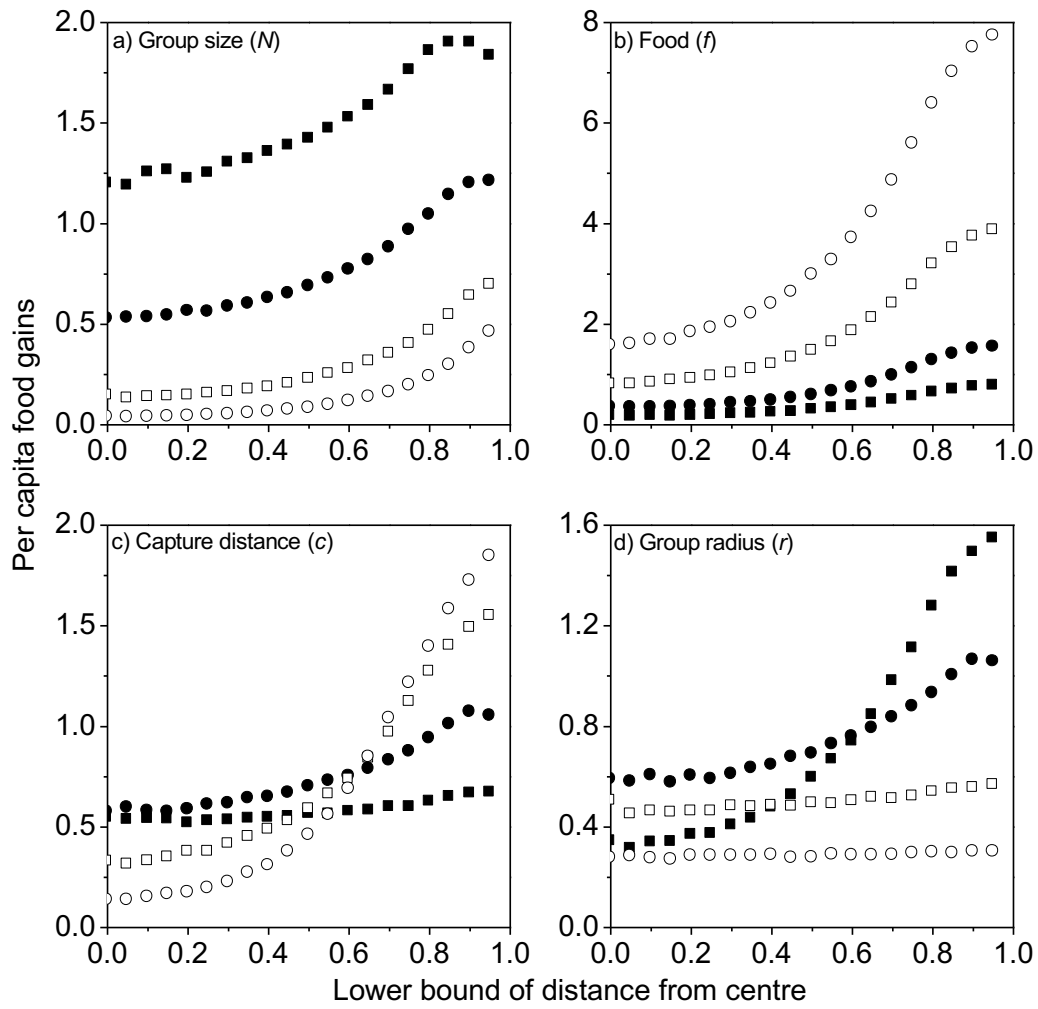 a) Group size (N)
b) Food (f)
2.0
1.5
1.0
0.5
0.0
0.0 0.2 0.4 0.6 0.8 1.0
8
6
4
2
0
0.0 0.2 0.4 0.6 0.8 1.0
Per capita food gains
c) Capture distance (c)
d) Group radius (r)
2.0
1.5
1.0
0.5
0.0
0.0 0.2 0.4 0.6 0.8 1.0
1.6
1.2
0.8
0.4
0.0
0.0 0.2 0.4 0.6 0.8 1.0
Lower bound of distance from centre